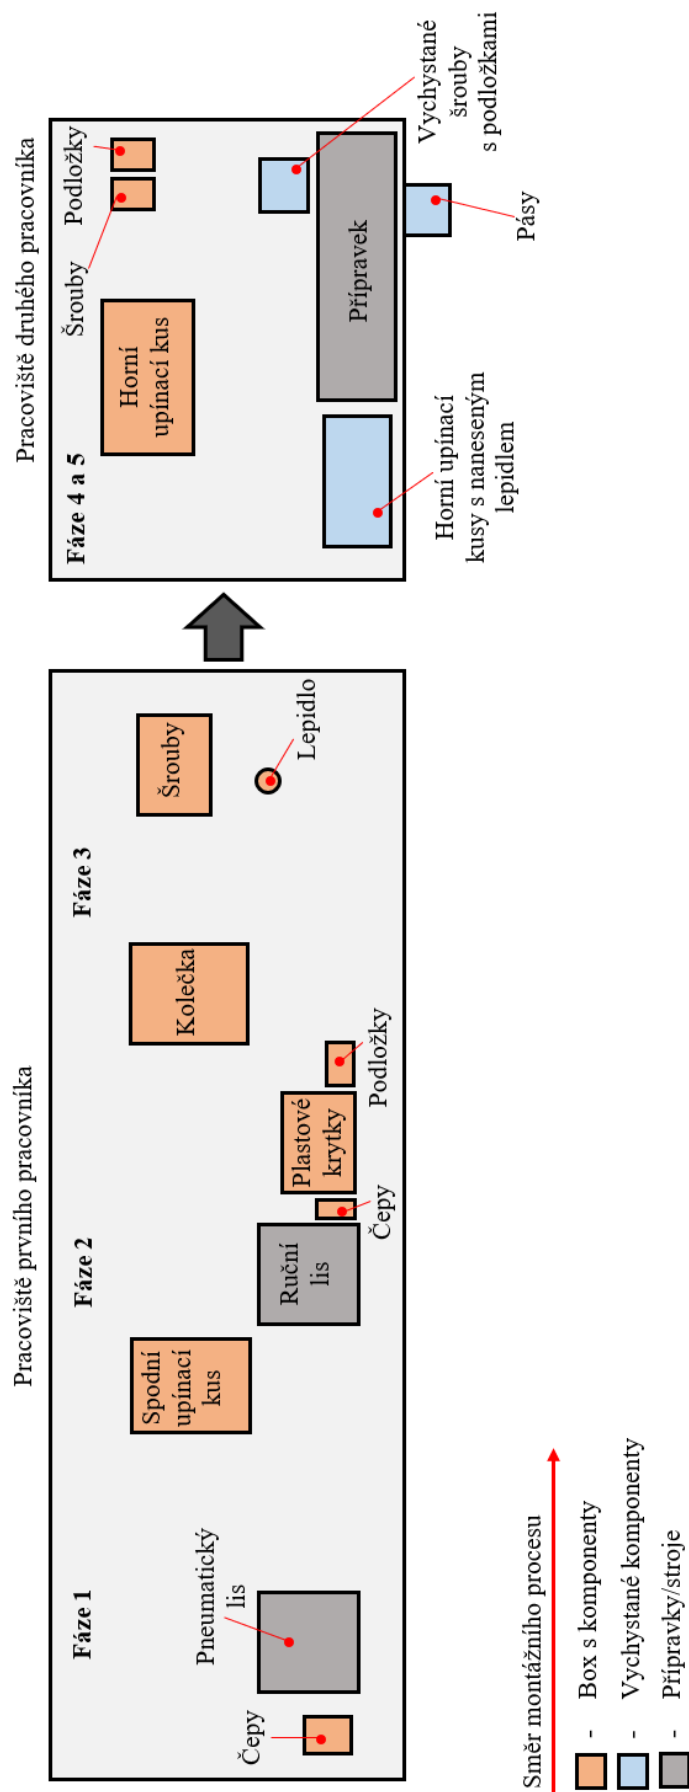 Pracoviště prvního pracovníka
Pracoviště druhého pracovníka
Fáze 1
Fáze 2
Fáze 3
Fáze 4 a 5
Čepy
Pneumatický
lis
Spodní
upínací
kus
Ruční
lis
Čepy
Plastové
krytky
Podložky
Kolečka
Šrouby
Lepidlo
Horní
upínací
kus
Šrouby
Podložky
Přípravek
Horní upínací
kusy s naneseným
lepidlem
Pásy
Vychystané
šrouby
s podložkami
Směr montážního procesu
- Box s komponenty
- Vychystané komponenty
- Přípravky/stroje